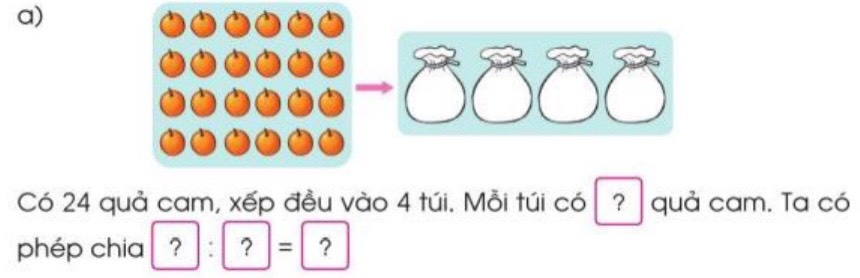 a)
Có 24 quả cam, xếp đều vào 4 túi. Mỗi túi có ? quả cam. Ta có
phép chia ? : ? = ?